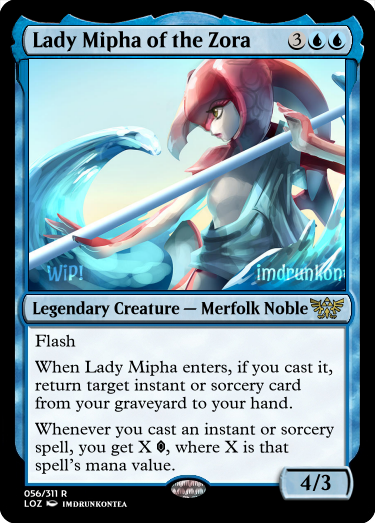 Lady Mipha of the Zora 3
WiP! imdrunkon
Legendary Creature — Merfolk Noble
Flash
When Lady Mipha enters, if you cast it,
return target instant or sorcery card
from your graveyard to your hand.
Whenever you cast an instant or sorcery
spell, you get X , where X is that
spell's mana value.
4/3
056/311 R
LOZ IMDRUNKONTEA